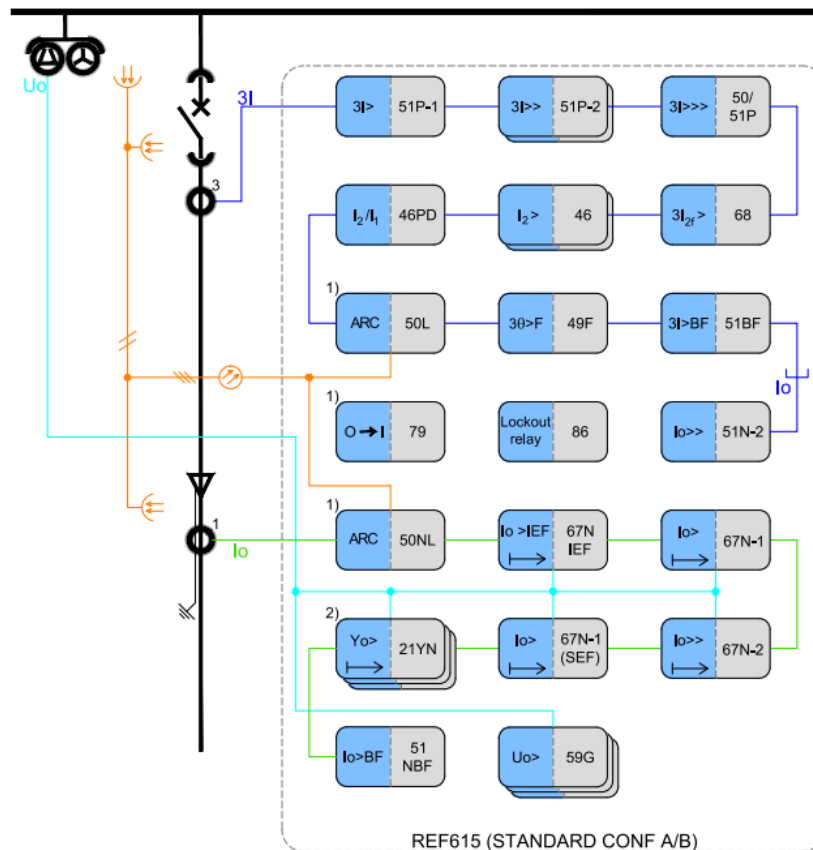 Uo
3I
3I> 51P-1
3I>> 51P-2
3I>>> 50/
51P
3
I₂/I₁ 46PD
I₂> 46
3I₂f> 68
1)
ARC 50L
3θ>F 49F
3I>BF 51BF
Io
1)
O→I 79
Lockout
relay 86
Io>> 51N-2
1)
1
Io
ARC 50NL
Io>IEF 67N
IEF
Io> 67N-1
2)
Yo> 21YN
Io> 67N-1
(SEF)
Io>> 67N-2
Io>BF 51
NBF
Uo> 59G
REF615 (STANDARD CONF A/B)